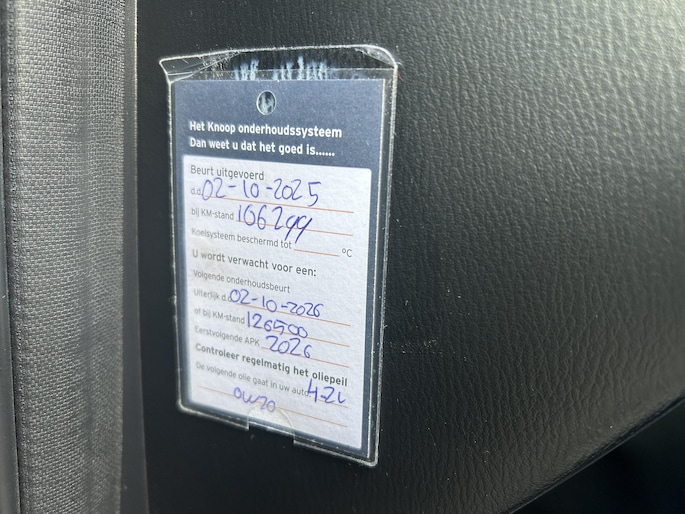 Het Knoop onderhoudssysteem
Dan weet u dat het goed is......
Beurt uitgevoerd
d.d. 02-10-2025
bij KM-stand 106299
Koelsysteem beschermd tot °C
U wordt verwacht voor een:
Volgende onderhoudsbeurt
Uiterlijk d.d. 02-10-2026
of bij KM-stand 126500
Eerstvolgende APK 2026
Controleer regelmatig het oliepeil
De volgende olie gaat in uw auto 4.2L
0W20